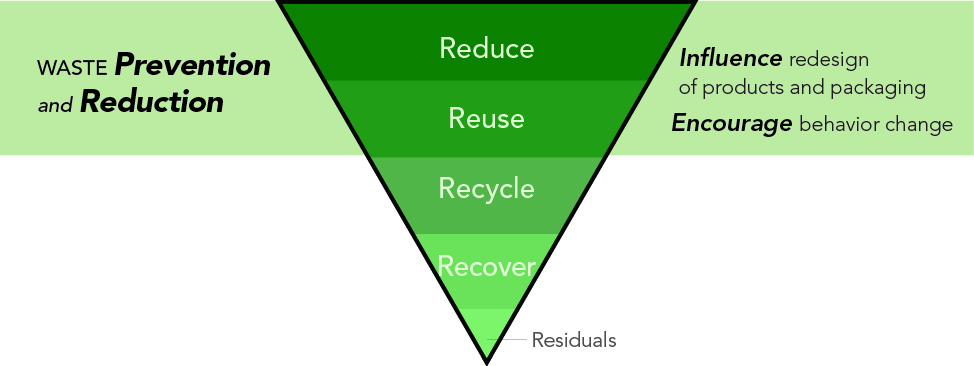 WASTE Prevention
and Reduction
Reduce
Reuse
Recycle
Recover
Residuals
Influence redesign
of products and packaging
Encourage behavior change